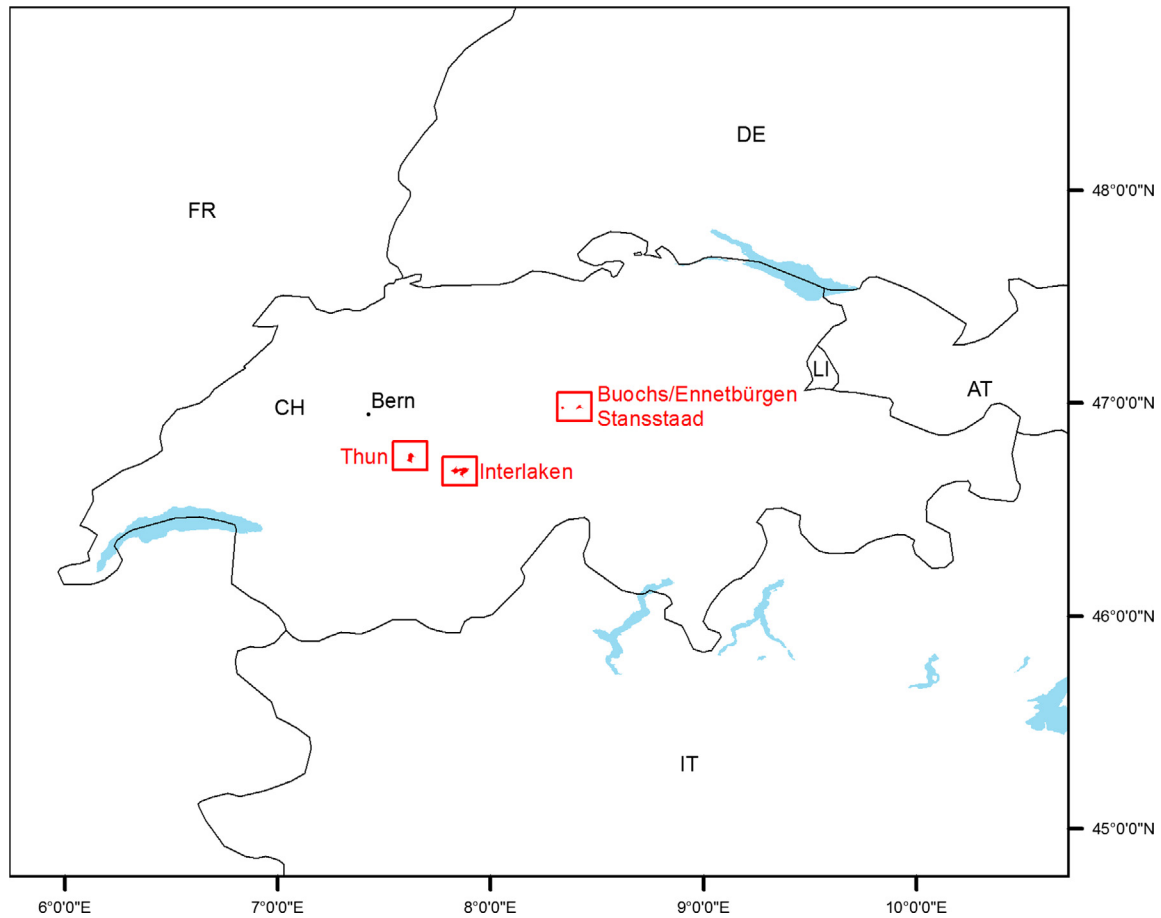 DE
48°0'0"N
FR
LI
Buochs/Ennetbürgen
Stansstaad
AT
CH
Bern
47°0'0"N
Thun
Interlaken
46°0'0"N
IT
45°0'0"N
6°0'0"E
7°0'0"E
8°0'0"E
9°0'0"E
10°0'0"E